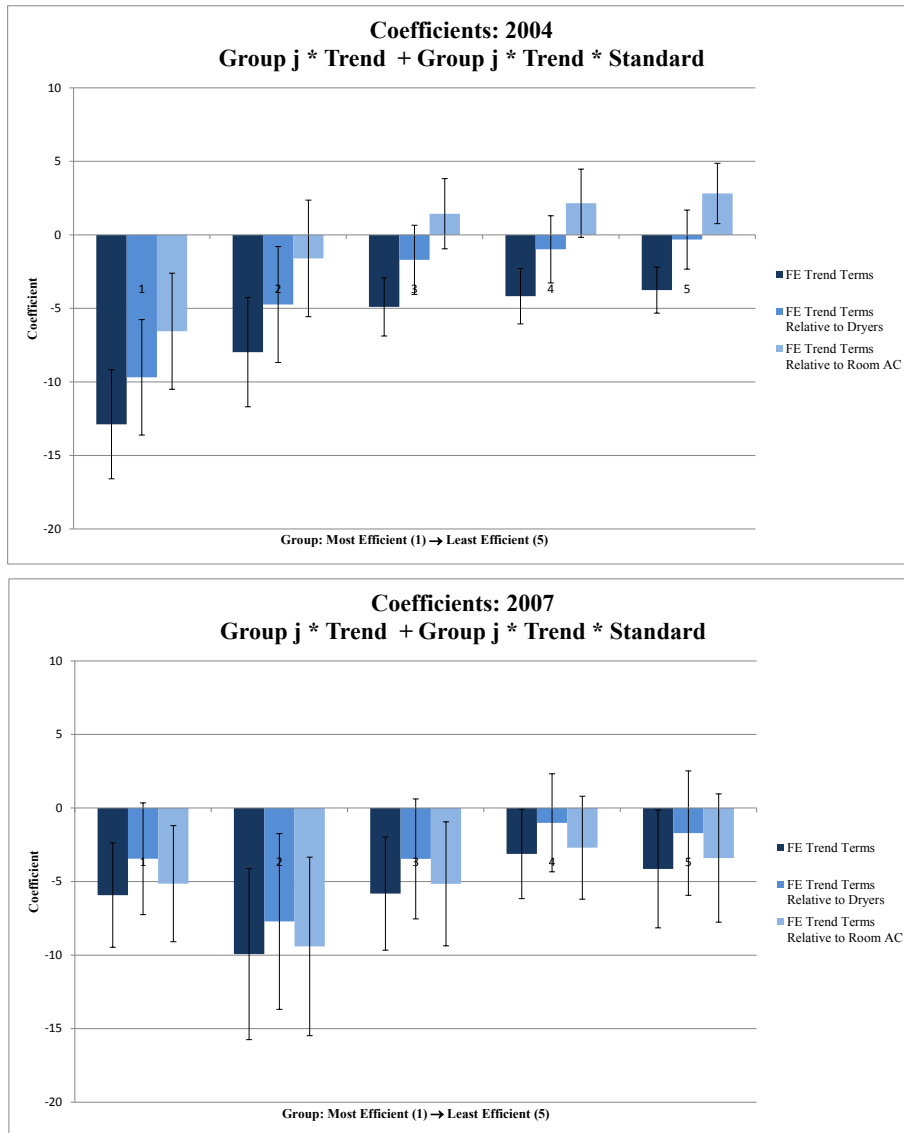 Coefficients: 2004
Group j * Trend + Group j * Trend * Standard
10
5
0
-5
-10
-15
-20
Coefficient
1
2
3
4
5
FE Trend Terms
FE Trend Terms
Relative to Dryers
FE Trend Terms
Relative to Room AC
Group: Most Efficient (1) → Least Efficient (5)
Coefficients: 2007
Group j * Trend + Group j * Trend * Standard
10
5
0
-5
-10
-15
-20
Coefficient
1
2
3
4
5
FE Trend Terms
FE Trend Terms
Relative to Dryers
FE Trend Terms
Relative to Room AC
Group: Most Efficient (1) → Least Efficient (5)